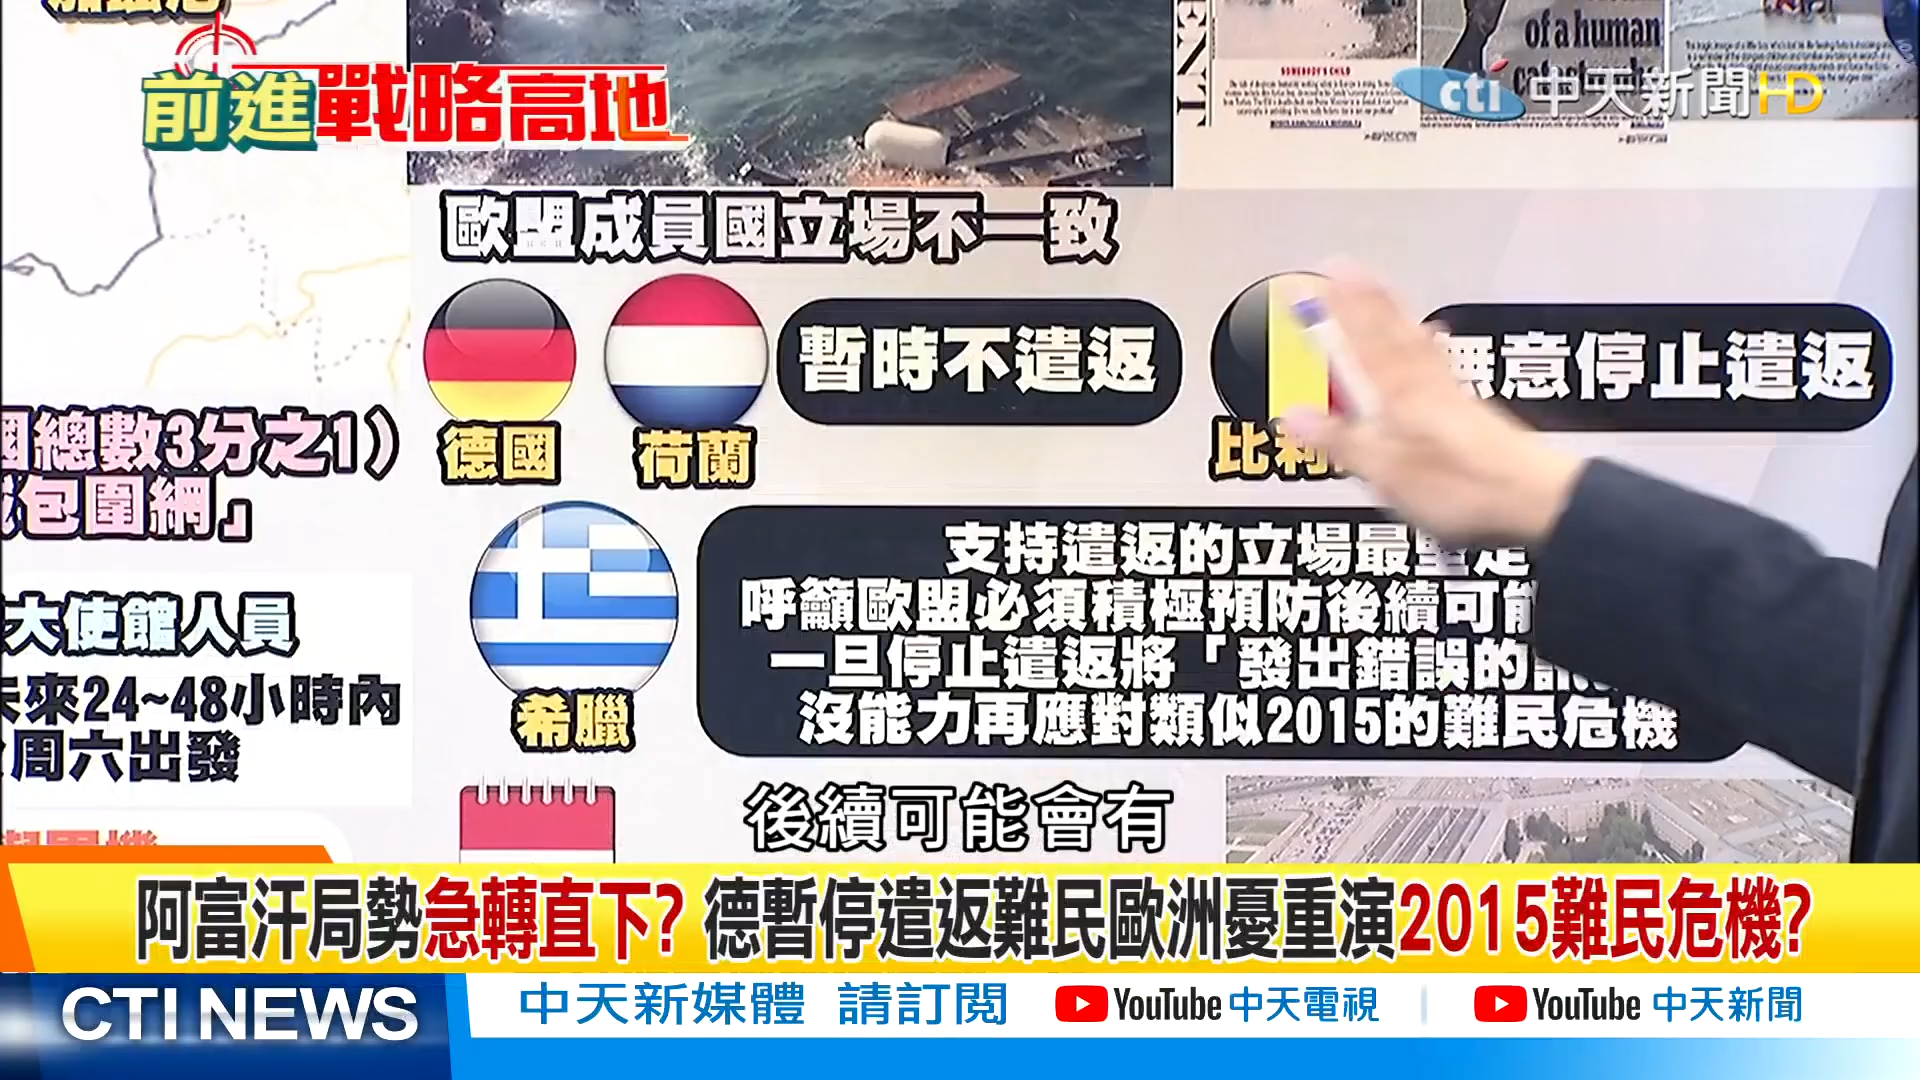 前進戰略高地
ENT
SOMEBODY'S CHILD
of a human
cti 中天新聞HD
歐盟成員國立場不一致
暫時不遣返
無意停止遣返
德國
荷蘭
比利
國總數3分之1）
包圍網」
支持遣返的立場最堅定
呼籲歐盟必須積極預防後續可能
一旦停止遣返將「發出錯誤的訊
沒能力再應對類似2015的難民危機
希臘
大使館人員
未來24~48小時內
周六出發
後續可能會有
阿富汗局勢急轉直下? 德暫停遣返難民歐洲憂重演2015難民危機?
CTI NEWS
中天新媒體 請訂閱 YouTube 中天電視 | YouTube 中天新聞